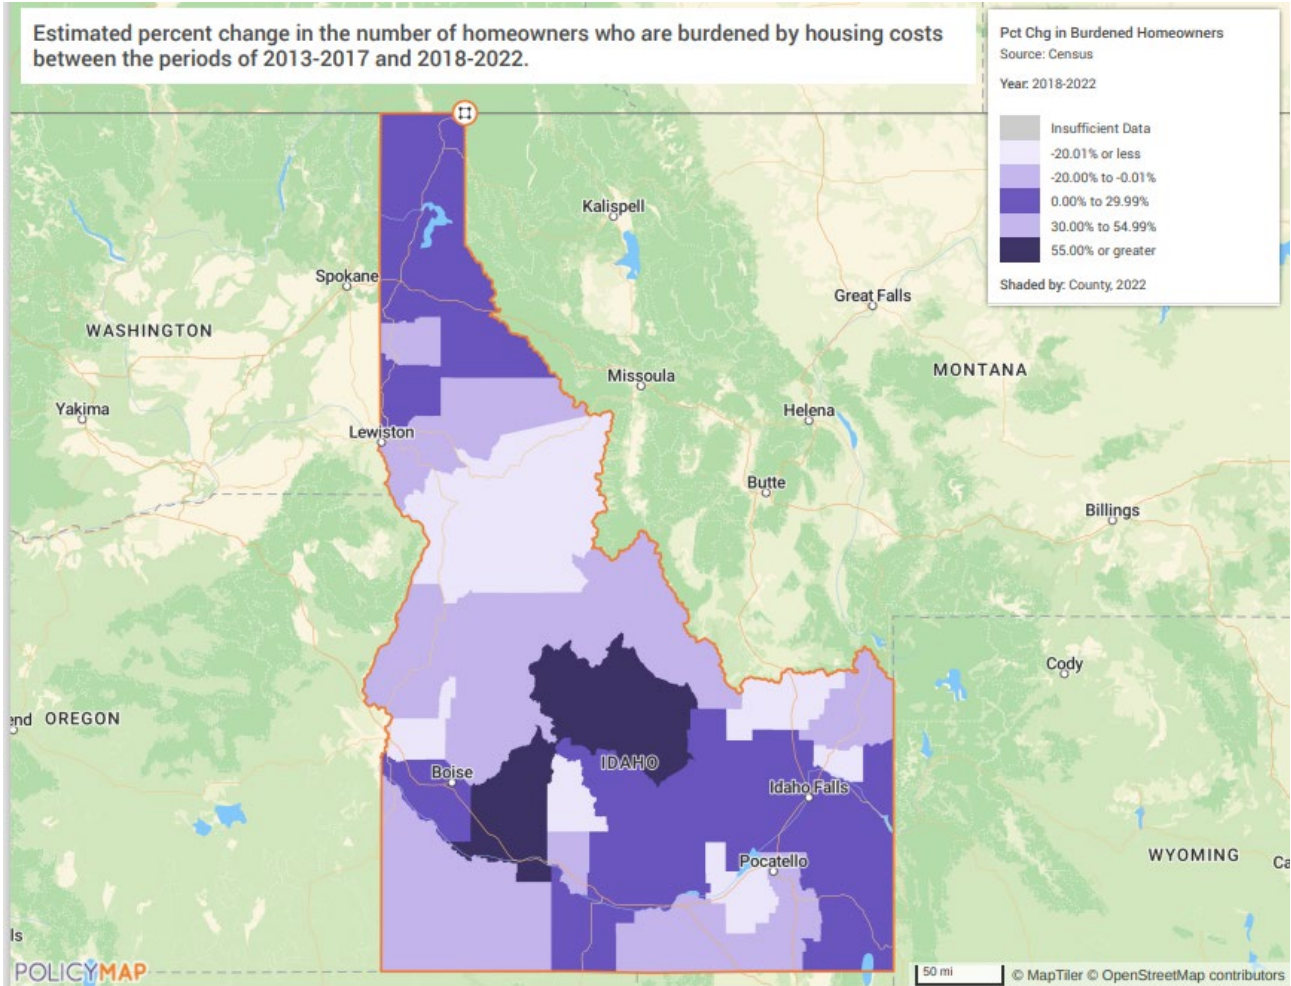 Estimated percent change in the number of homeowners who are burdened by housing costs
between the periods of 2013-2017 and 2018-2022.
Pct Chg in Burdened Homeowners
Source: Census
Year: 2018-2022
Insufficient Data
-20.01% or less
-20.00% to -0.01%
0.00% to 29.99%
30.00% to 54.99%
55.00% or greater
Shaded by: County, 2022
Kalispell
Spokane
Great Falls
WASHINGTON
MONTANA
Missoula
Yakima
Helena
Lewiston
Butte
Billings
Cody
end OREGON
IDAHO
Boise
Idaho Falls
WYOMING
Ca
Pocatello
ls
POLICYMAP
50 mi
© MapTiler © OpenStreetMap contributors